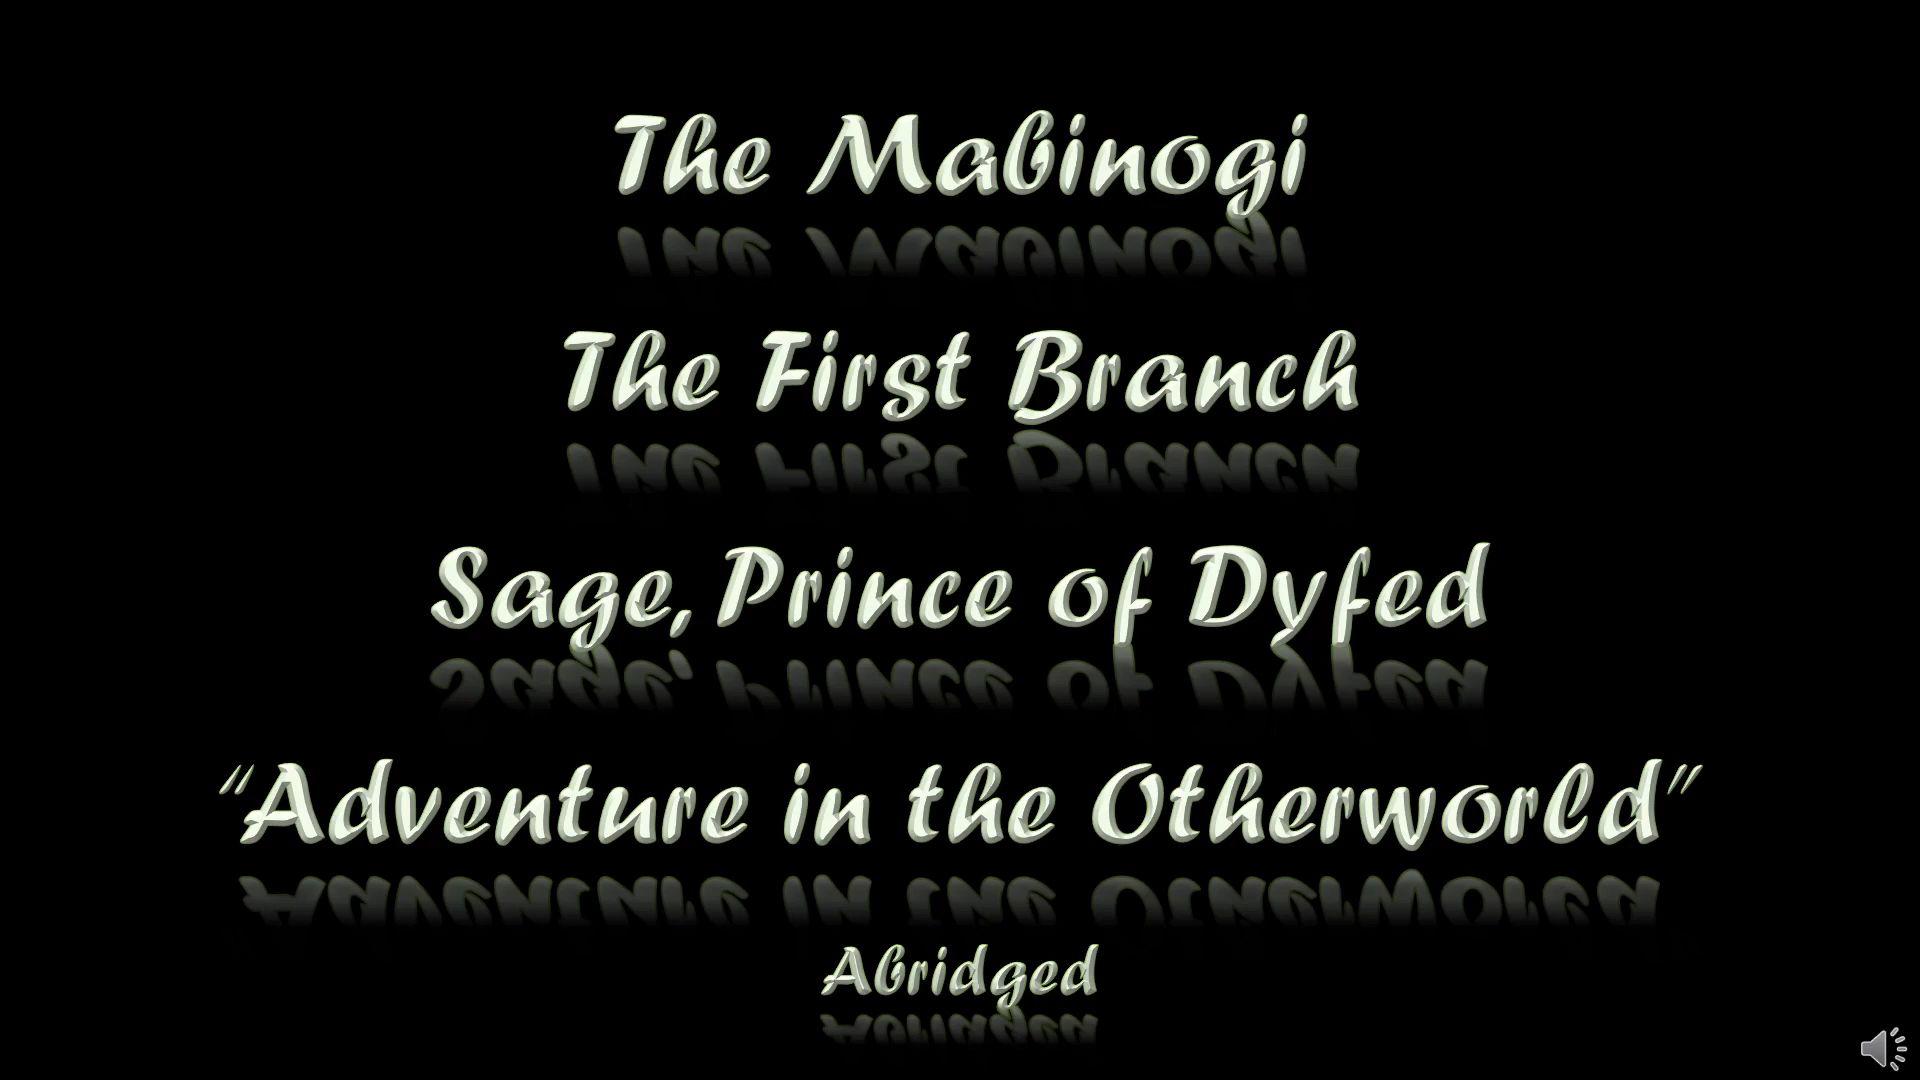 The Mabinogi
The First Branch
Sage, Prince of Dyfed
“Adventure in the Otherworld”
Abridged